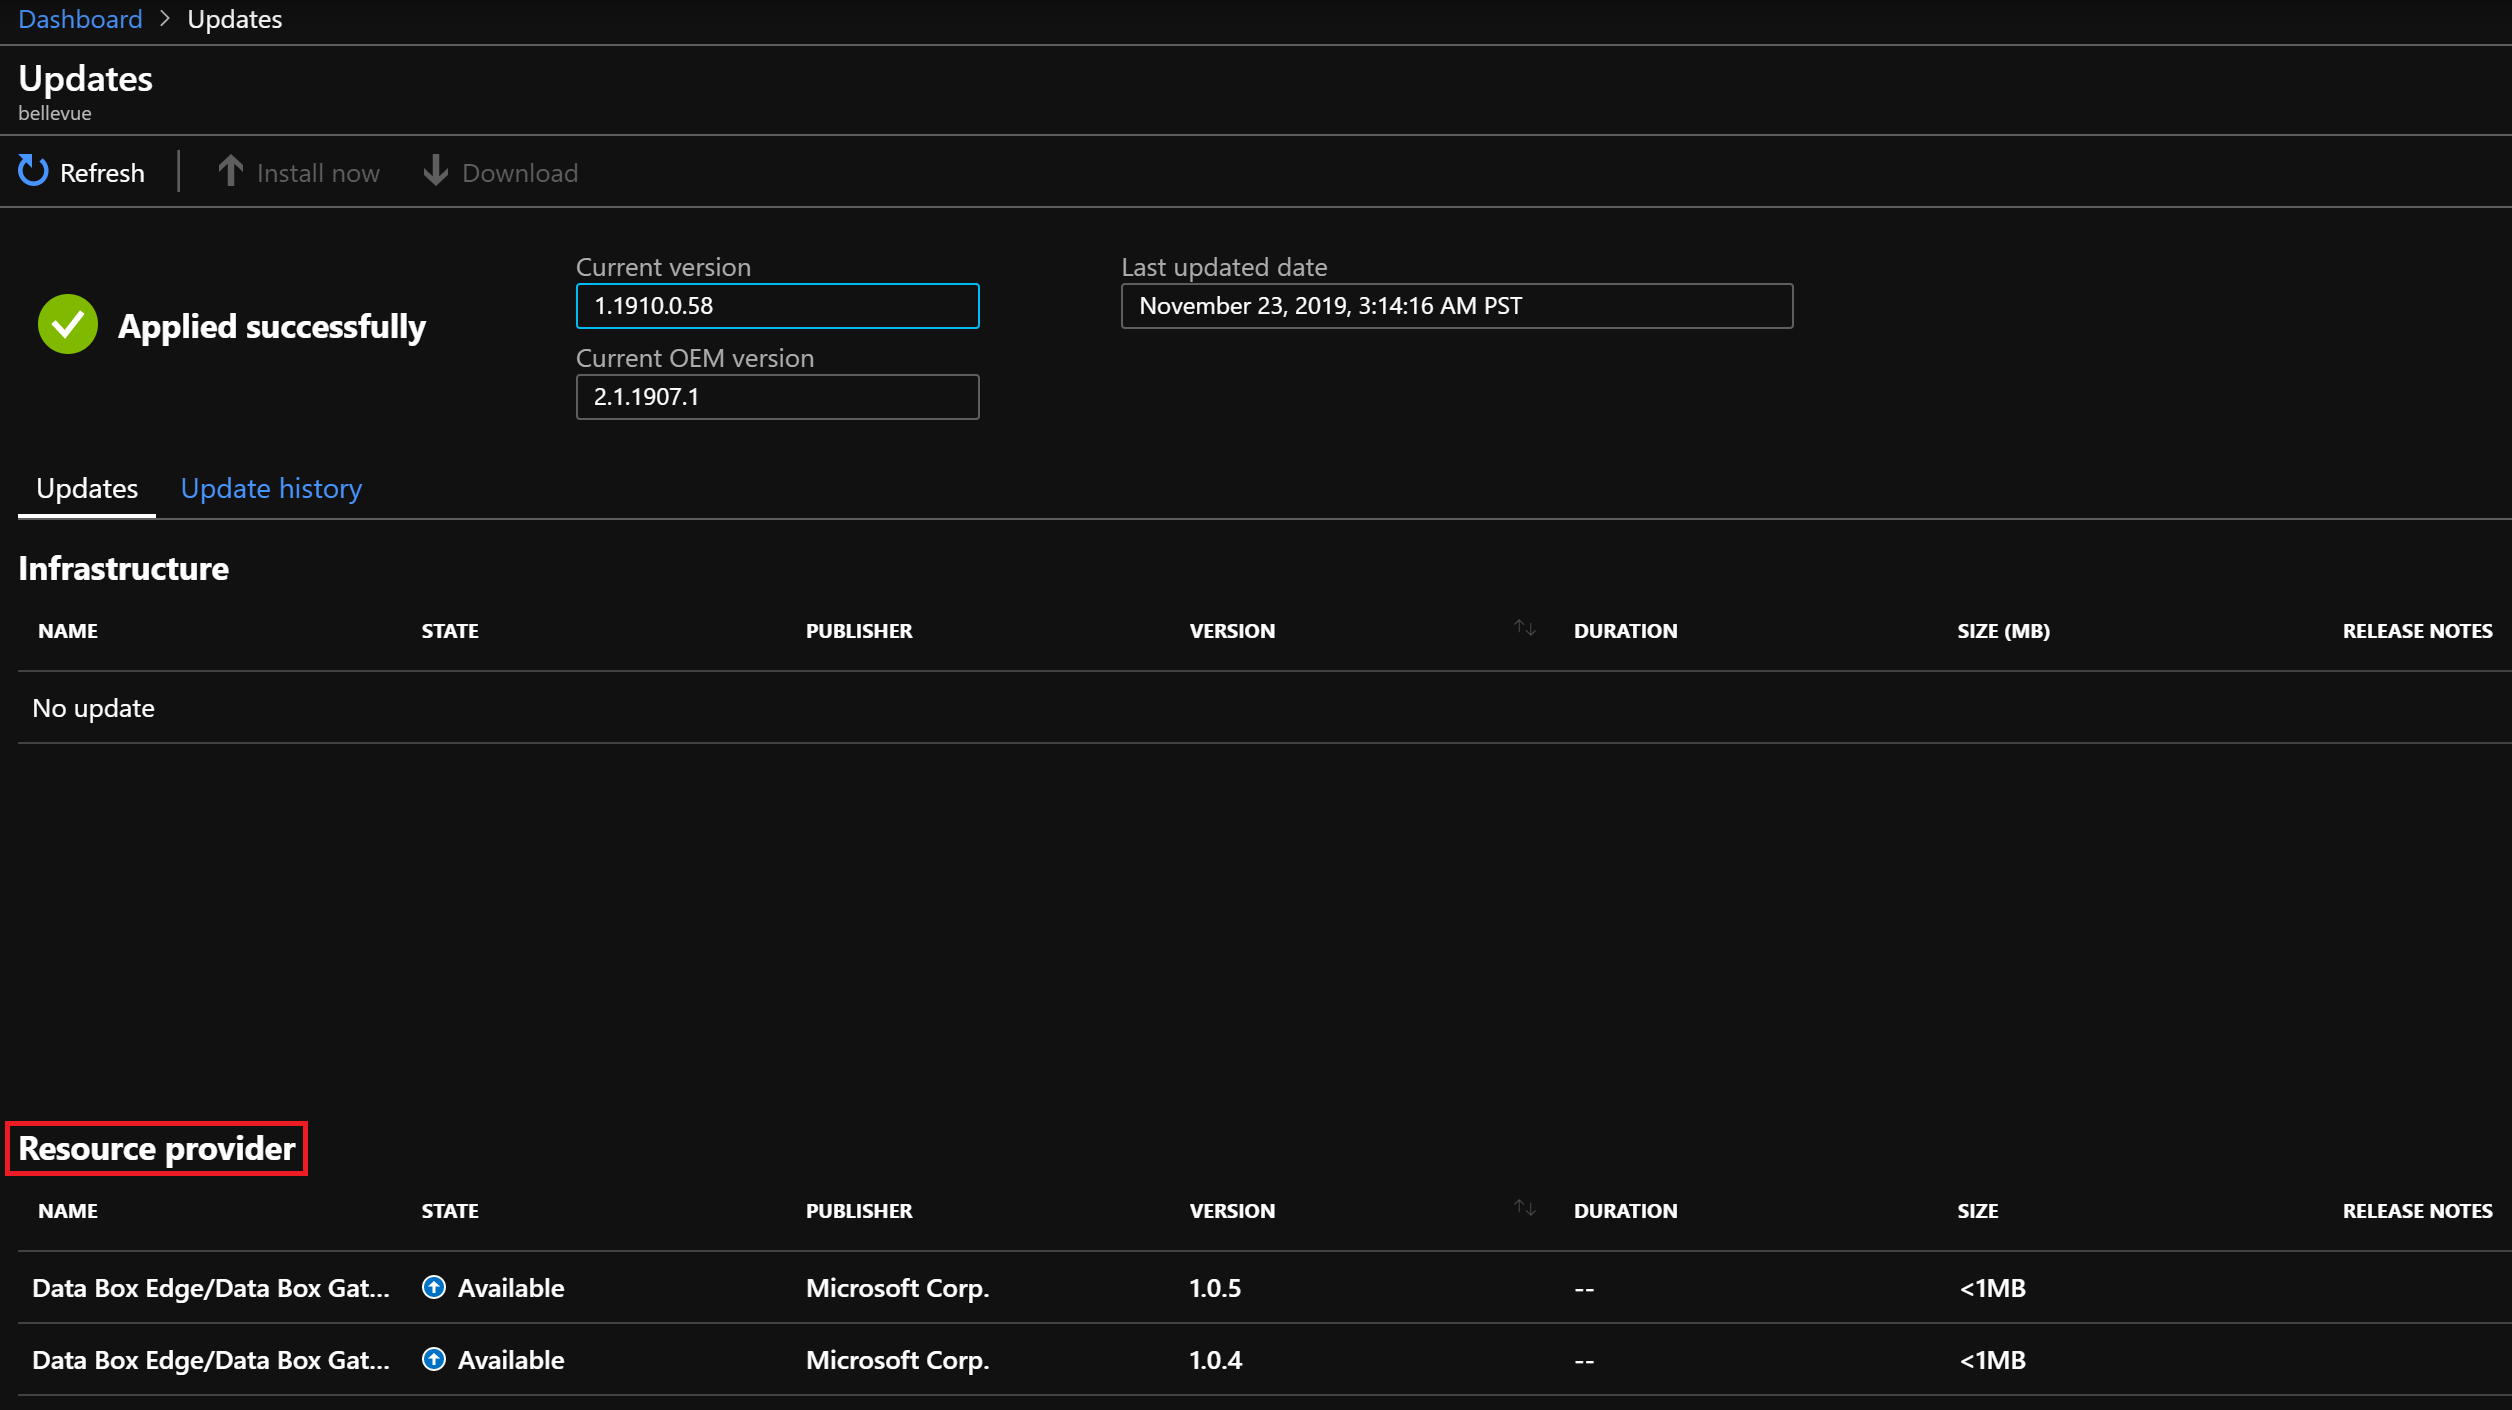 Dashboard > Updates
Updates
bellevue
Refresh Install now Download
Applied successfully
Current version
1.1910.0.58
Current OEM version
2.1.1907.1
Last updated date
November 23, 2019, 3:14:16 AM PST
Updates Update history
Infrastructure
NAME STATE PUBLISHER VERSION DURATION SIZE (MB) RELEASE NOTES
No update
Resource provider
NAME STATE PUBLISHER VERSION DURATION SIZE RELEASE NOTES
Data Box Edge/Data Box Gat... Available Microsoft Corp. 1.0.5 -- <1MB
Data Box Edge/Data Box Gat... Available Microsoft Corp. 1.0.4 -- <1MB